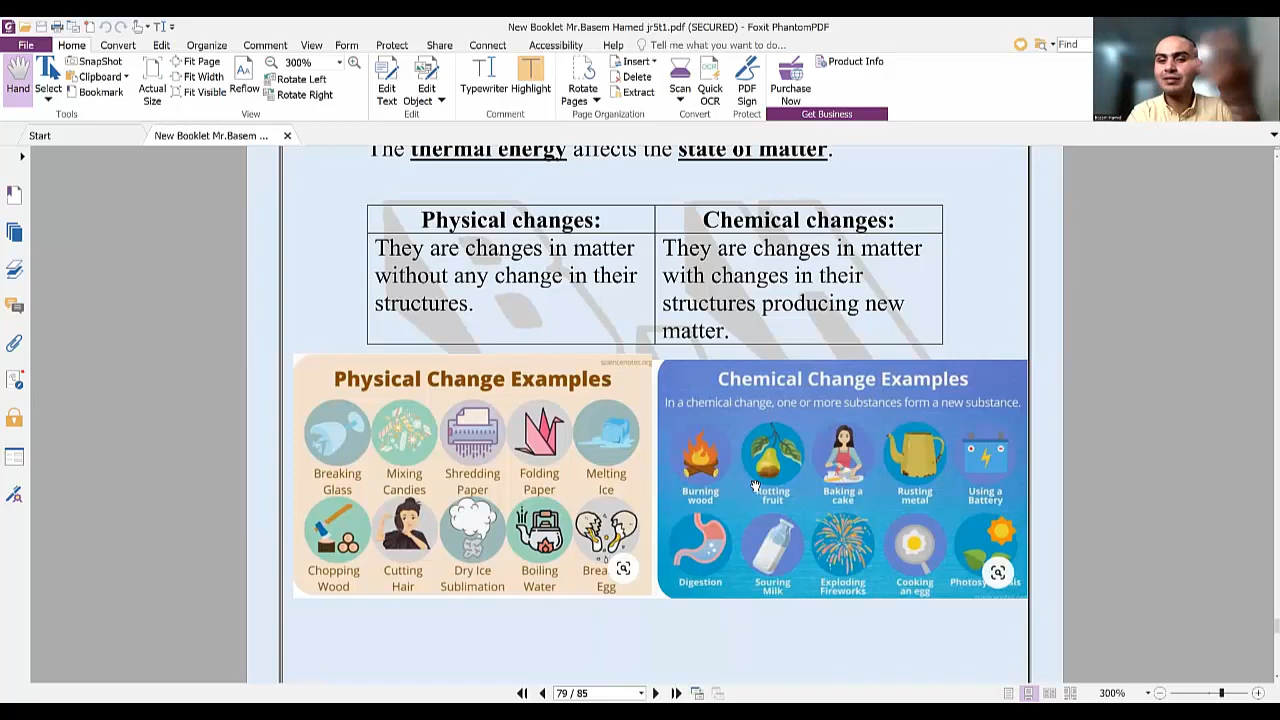 New Booklet Mr.Basem Hamed jr5t1.pdf (SECURED) - Foxit PhantomPDF
File Home Convert Edit Organize Comment View Form Protect Share Connect Accessibility Help Tell me what you want to do... Find
Hand
Select
SnapShot
Clipboard
Bookmark
Tools
Actual
Size
Fit Page
Fit Width
Fit Visible
Reflow
300%
Rotate Left
Rotate Right
View
Edit
Text
Edit
Object
Edit
Typewriter
Highlight
Comment
Rotate
Pages
Insert
Delete
Extract
Page Organization
Scan
Quick
OCR
Convert
PDF
Sign
Protect
Purchase
Now
Product Info
Get Business
Basem Hamed
Start
New Booklet Mr.Basem ...
The thermal energy affects the state of matter.
Physical changes:
They are changes in matter
without any change in their
structures.
Chemical changes:
They are changes in matter
with changes in their
structures producing new
matter.
sciencenotes.org
Physical Change Examples
Breaking
Glass
Mixing
Candies
Shredding
Paper
Folding
Paper
Melting
Ice
Chopping
Wood
Cutting
Hair
Dry Ice
Sublimation
Boiling
Water
Egg
Chemical Change Examples
In a chemical change, one or more substances form a new substance.
Burning
wood
Rotting
fruit
Baking a
cake
Rusting
metal
Using a
Battery
Digestion
Souring
Milk
Exploding
Fireworks
Cooking
an egg
79 / 85
300%